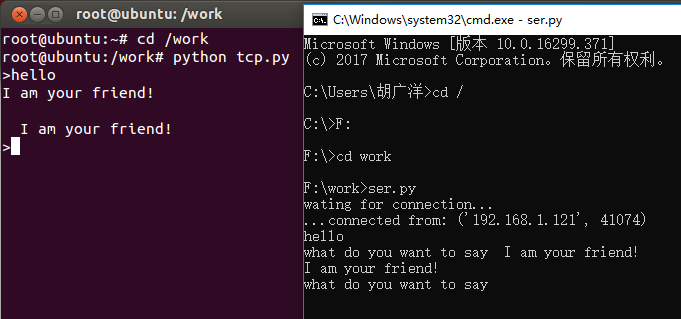 root@ubuntu: /work
root@ubuntu:~# cd /work
root@ubuntu:/work# python tcp.py
>hello
I am your friend!
I am your friend!
>
C:\Windows\system32\cmd.exe - ser.py
Microsoft Windows [版本 10.0.16299.371]
(c) 2017 Microsoft Corporation。保留所有权利。
C:\Users\胡广洋>cd /
C:\>F:
F:\>cd work
F:\work>ser.py
wating for connection...
...connected from: ('192.168.1.121', 41074)
hello
what do you want to say  I am your friend!
I am your friend!
what do you want to say